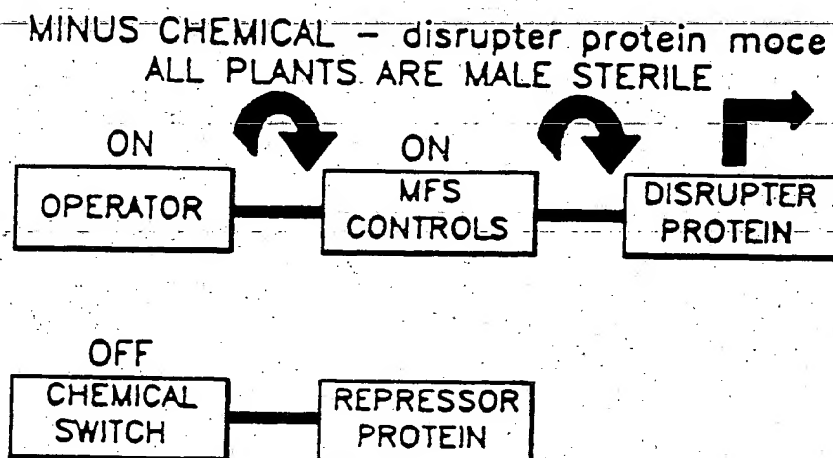 MINUS CHEMICAL – disrupter protein moce
ALL PLANTS ARE MALE STERILE
ON
ON
OPERATOR
MFS
CONTROLS
DISRUPTER
PROTEIN
OFF
CHEMICAL
SWITCH
REPRESSOR
PROTEIN